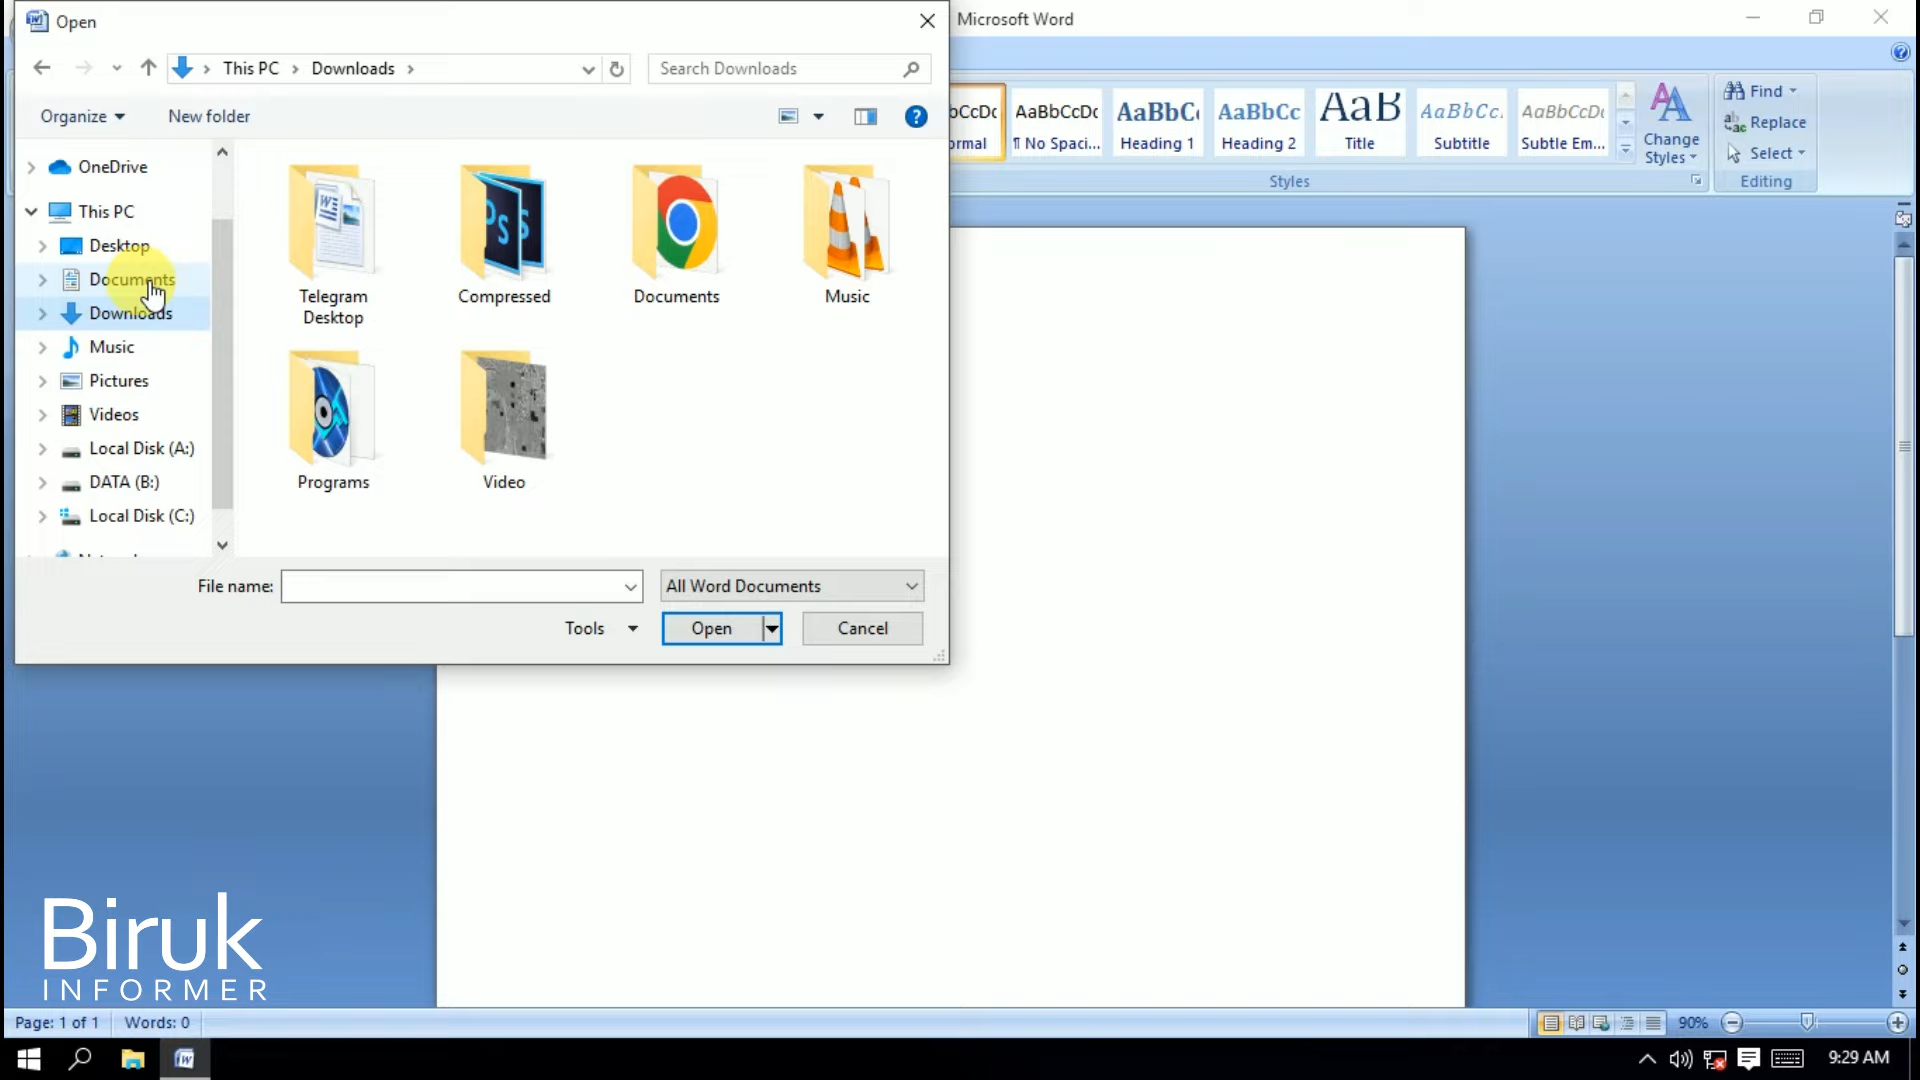 Open
Microsoft Word
This PC
Downloads
Search Downloads
Organize
New folder
OneDrive
This PC
Desktop
Documents
Downloads
Music
Pictures
Videos
Local Disk (A:)
DATA (B:)
Local Disk (C:)
Telegram
Desktop
Compressed
Documents
Music
Programs
Video
File name:
All Word Documents
Tools
Open
Cancel
AaBbCcDc
AaBbC
AaBbCc
AaB
AaBbCc.
AaBbCcDc
¶ No Spaci...
Heading 1
Heading 2
Title
Subtitle
Subtle Em...
Change
Styles
Styles
Find
Replace
Select
Editing
Biruk
INFORMER
Page: 1 of 1
Words: 0
90%
9:29 AM